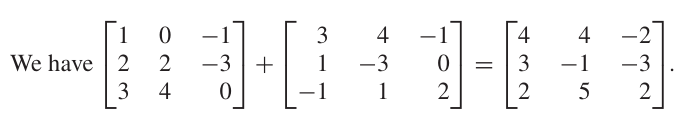 We have [1 0 −1; 2 2 −3; 3 4 0] + [3 4 −1; 1 −3 0; −1 1 2] = [4 4 −2; 3 −1 −3; 2 5 2].